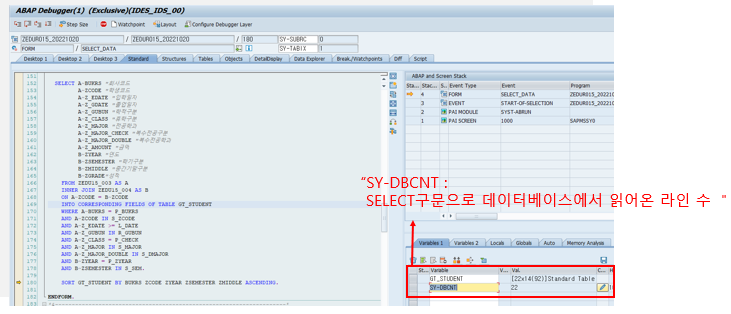 ABAP Debugger(1)  (Exclusive)(IDES_IDS_00)
Step Size
Watchpoint
Layout
Configure Debugger Layer
ZEDUR015_20221020 / ZEDUR015_20221020 / 180 SY-SUBRC 0
FORM / SELECT_DATA SY-TABIX 1
Desktop 1 Desktop 2 Desktop 3 Standard Structures Tables Objects DetailDisplay Data Explorer Break./Watchpoints Diff Script
151
152 SELECT A~BUKRS "회사코드
153 A~ZCODE "학생코드
154 A~Z_KDATE "입학일자
155 A~Z_GDATE "졸업일자
156 A~Z_GUBUN "학적구분
157 A~Z_CLASS "휴학구분
158 A~Z_MAJOR "전공학과
159 A~Z_MAJOR_CHECK "복수전공구분
160 A~Z_MAJOR_DOUBLE "복수전공학과
161 A~Z_AMOUNT "금액
162 B~ZYEAR "연도
163 B~ZSEMESTER "학기구분
164 B~ZMIDDLE "중간기말구분
165 B~ZGRADE "성적
166 FROM ZEDU15_003 AS A
167 INNER JOIN ZEDU15_004 AS B
168 ON A~ZCODE = B~ZCODE
169 INTO CORRESPONDING FIELDS OF TABLE GT_STUDENT
170 WHERE A~BUKRS = P_BUKRS
171 AND A~ZCODE IN S_ZCODE
172 AND A~Z_KDATE >= L_DATE
173 AND A~Z_GUBUN IN R_GUBUN
174 AND A~Z_CLASS = P_CHECK
175 AND A~Z_MAJOR IN S_MAJOR
176 AND A~Z_MAJOR_DOUBLE IN S_DMAJOR
177 AND B~ZYEAR = P_ZYEAR
178 AND B~ZSEMESTER IN S_SEM.
179
180 SORT GT_STUDENT BY BUKRS ZCODE ZYEAR ZSEMESTER ZMIDDLE ASCENDING.
181
182 ENDFORM.
183
ABAP and Screen Stack
Sta... Stac... S.. Event Type Event Program
4 FORM SELECT_DATA ZEDUR015_202210
3 EVENT START-OF-SELECTION ZEDUR015_202210
2 PAI MODULE SYST-ABRUN
1 PAI SCREEN 1000 SAPMSSY0
"SY-DBCNT :
SELECT구문으로 데이터베이스에서 읽어온 라인 수 "
Variables 1 Variables 2 Locals Globals Auto Memory Analysis
St... Variable V... Val. C... H
GT_STUDENT [22x14(92)]Standard Table
SY-DBCNT 22